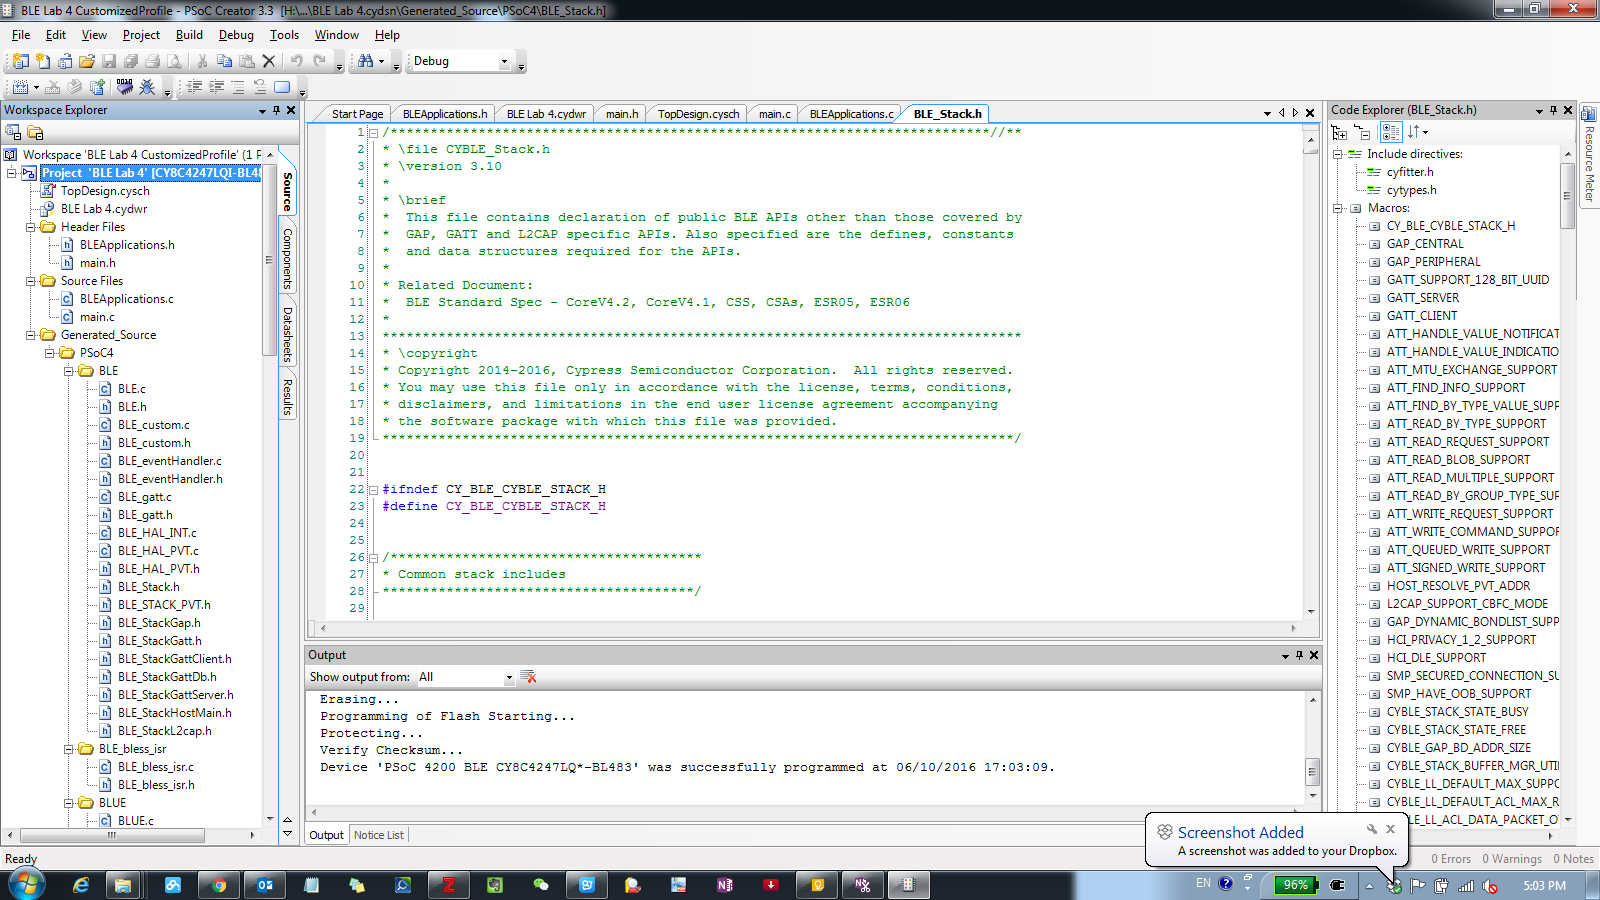 BLE Lab 4 CustomizedProfile - PSoC Creator 3.3 [H:\...\BLE Lab 4.cydsn\Generated_Source\PSoC4\BLE_Stack.h]
File Edit View Project Build Debug Tools Window Help
Debug
Workspace Explorer
Workspace 'BLE Lab 4 CustomizedProfile' (1 P
Project 'BLE Lab 4' [CY8C4247LQI-BL48
TopDesign.cysch
BLE Lab 4.cydwr
Header Files
BLEApplications.h
main.h
Source Files
BLEApplications.c
main.c
Generated_Source
PSoC4
BLE
BLE.c
BLE.h
BLE_custom.c
BLE_custom.h
BLE_eventHandler.c
BLE_eventHandler.h
BLE_gatt.c
BLE_gatt.h
BLE_HAL_INT.c
BLE_HAL_PVT.c
BLE_HAL_PVT.h
BLE_Stack.h
BLE_STACK_PVT.h
BLE_StackGap.h
BLE_StackGatt.h
BLE_StackGattClient.h
BLE_StackGattDb.h
BLE_StackGattServer.h
BLE_StackHostMain.h
BLE_StackL2cap.h
BLE_bless_isr
BLE_bless_isr.c
BLE_bless_isr.h
BLUE
BLUE.c
Source
Components
Datasheets
Results
Start Page BLEApplications.h BLE Lab 4.cydwr main.h TopDesign.cysch main.c BLEApplications.c BLE_Stack.h
1 /***************************************************************************//**
2 * \file CYBLE_Stack.h
3 * \version 3.10
4 *
5 * \brief
6 *  This file contains declaration of public BLE APIs other than those covered by
7 *  GAP, GATT and L2CAP specific APIs. Also specified are the defines, constants
8 *  and data structures required for the APIs.
9 *
10 * Related Document:
11 *  BLE Standard Spec - CoreV4.2, CoreV4.1, CSS, CSAs, ESR05, ESR06
12 *
13 ********************************************************************************
14 * \copyright
15 * Copyright 2014-2016, Cypress Semiconductor Corporation.  All rights reserved.
16 * You may use this file only in accordance with the license, terms, conditions,
17 * disclaimers, and limitations in the end user license agreement accompanying
18 * the software package with which this file was provided.
19 *******************************************************************************/
20
21
22 #ifndef CY_BLE_CYBLE_STACK_H
23 #define CY_BLE_CYBLE_STACK_H
24
25
26 /***************************************
27 * Common stack includes
28 ***************************************/
29
Output
Show output from: All
Erasing...
Programming of Flash Starting...
Protecting...
Verify Checksum...
Device 'PSoC 4200 BLE CY8C4247LQ*-BL483' was successfully programmed at 06/10/2016 17:03:09.
Output Notice List
Code Explorer (BLE_Stack.h)
Include directives:
cyfitter.h
cytypes.h
Macros:
CY_BLE_CYBLE_STACK_H
GAP_CENTRAL
GAP_PERIPHERAL
GATT_SUPPORT_128_BIT_UUID
GATT_SERVER
GATT_CLIENT
ATT_HANDLE_VALUE_NOTIFICAT
ATT_HANDLE_VALUE_INDICATIO
ATT_MTU_EXCHANGE_SUPPORT
ATT_FIND_INFO_SUPPORT
ATT_FIND_BY_TYPE_VALUE_SUPP
ATT_READ_BY_TYPE_SUPPORT
ATT_READ_REQUEST_SUPPORT
ATT_READ_BLOB_SUPPORT
ATT_READ_MULTIPLE_SUPPORT
ATT_READ_BY_GROUP_TYPE_SUP
ATT_WRITE_REQUEST_SUPPORT
ATT_WRITE_COMMAND_SUPPOR
ATT_QUEUED_WRITE_SUPPORT
ATT_SIGNED_WRITE_SUPPORT
HOST_RESOLVE_PVT_ADDR
L2CAP_SUPPORT_CBFC_MODE
GAP_DYNAMIC_BONDLIST_SUPP
HCI_PRIVACY_1_2_SUPPORT
HCI_DLE_SUPPORT
SMP_SECURED_CONNECTION_SU
SMP_HAVE_OOB_SUPPORT
CYBLE_STACK_STATE_BUSY
CYBLE_STACK_STATE_FREE
CYBLE_GAP_BD_ADDR_SIZE
CYBLE_STACK_BUFFER_MGR_UTI
CYBLE_LL_DEFAULT_MAX_SUPPO
CYBLE_LL_DEFAULT_ACL_MAX_R
BLE_LL_ACL_DATA_PACKET_O
Resource Meter
Screenshot Added
A screenshot was added to your Dropbox.
Ready
0 Errors 0 Warnings 0 Notes
EN 96% 5:03 PM